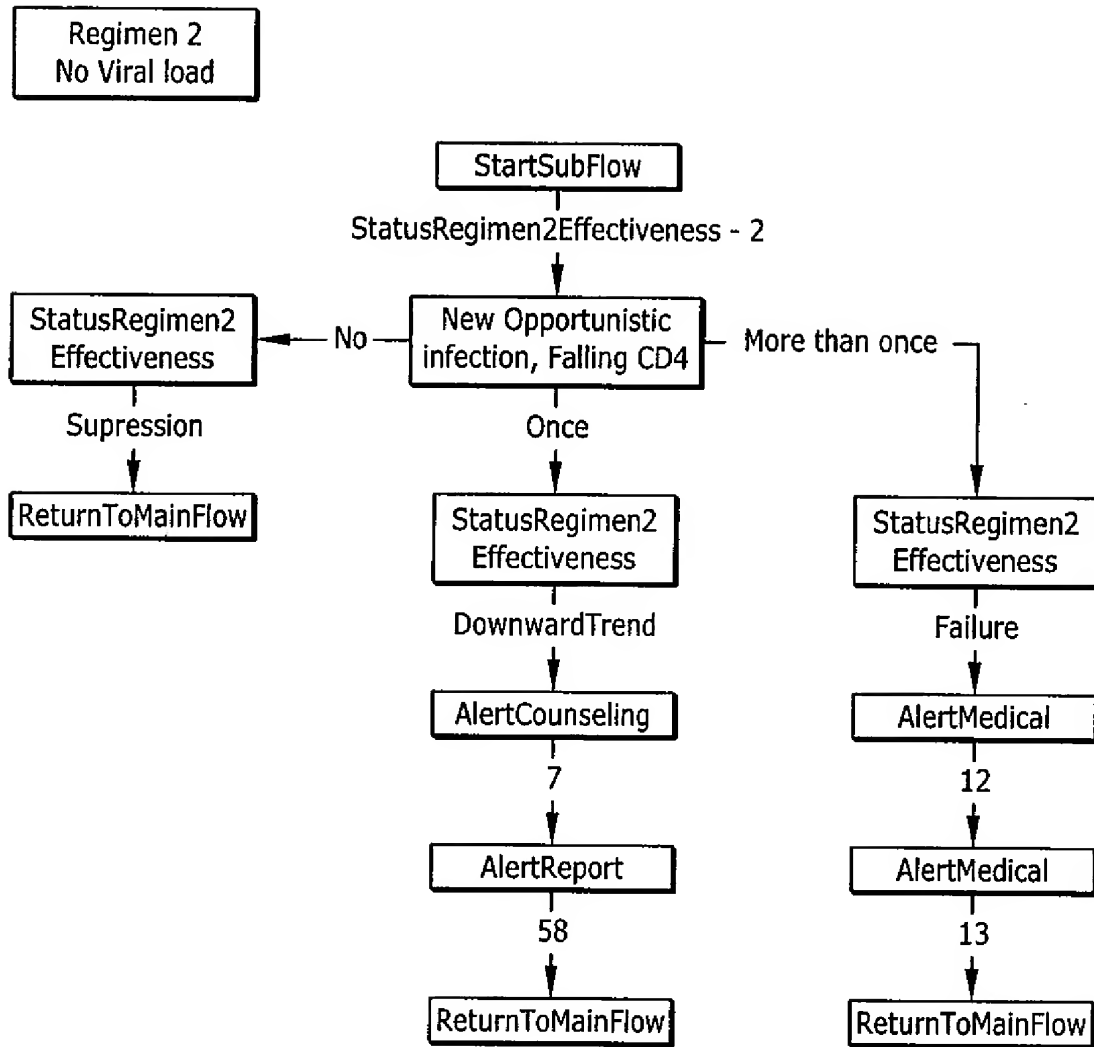 Regimen 2
No Viral load
StartSubFlow
StatusRegimen2Effectiveness - 2
StatusRegimen2
Effectiveness
No
New Opportunistic
infection, Falling CD4
More than once
Supression
Once
ReturnToMainFlow
StatusRegimen2
Effectiveness
StatusRegimen2
Effectiveness
DownwardTrend
Failure
AlertCounseling
AlertMedical
7
12
AlertReport
AlertMedical
58
13
ReturnToMainFlow
ReturnToMainFlow